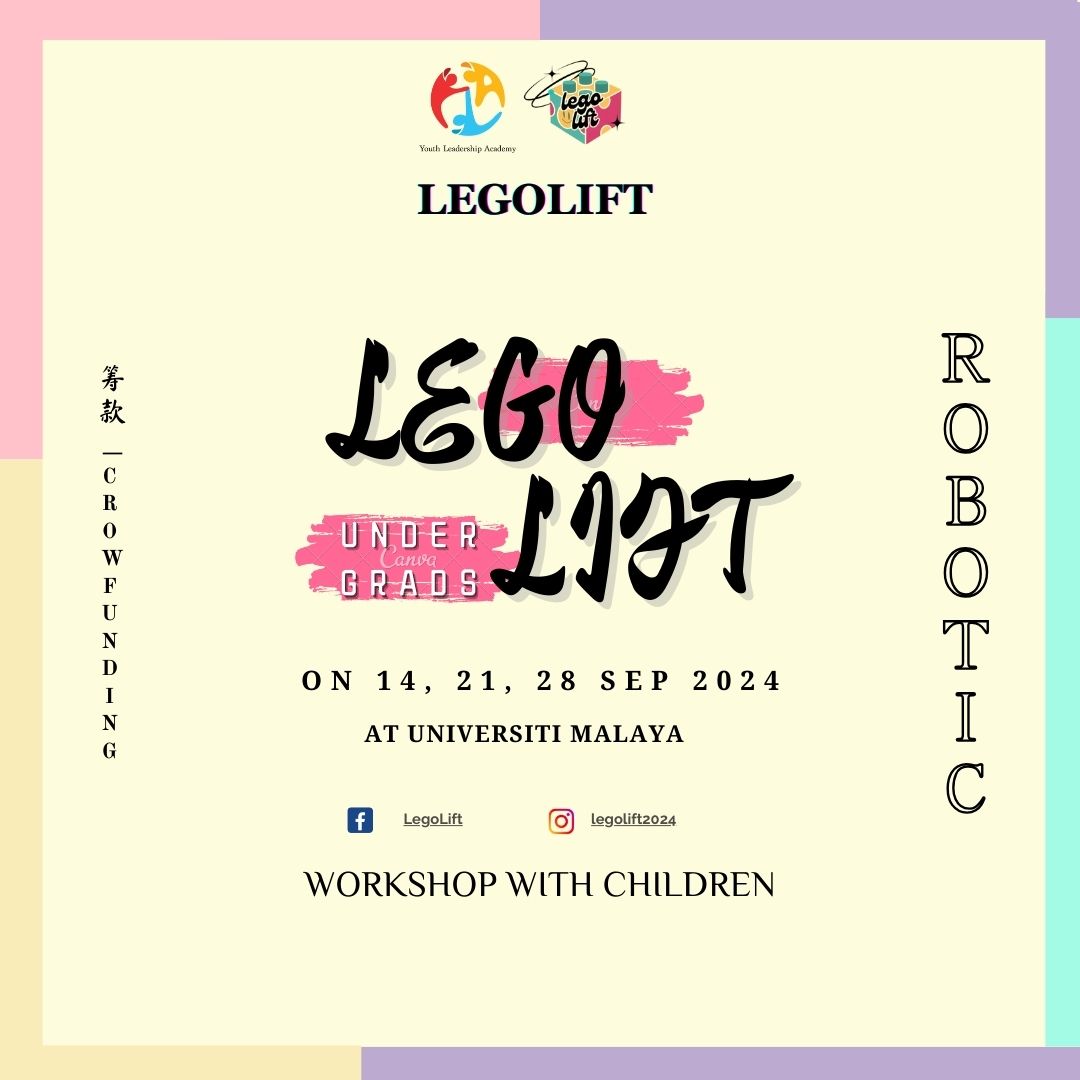 Youth Leadership Academy
lego
lift
LEGOLIFT
筹款 — CROWFUNDING
LEGO
LIFT
UNDER
GRADS
Canva
ROBOTIC
ON 14, 21, 28 SEP 2024
AT UNIVERSITI MALAYA
LegoLift
legolift2024
WORKSHOP WITH CHILDREN